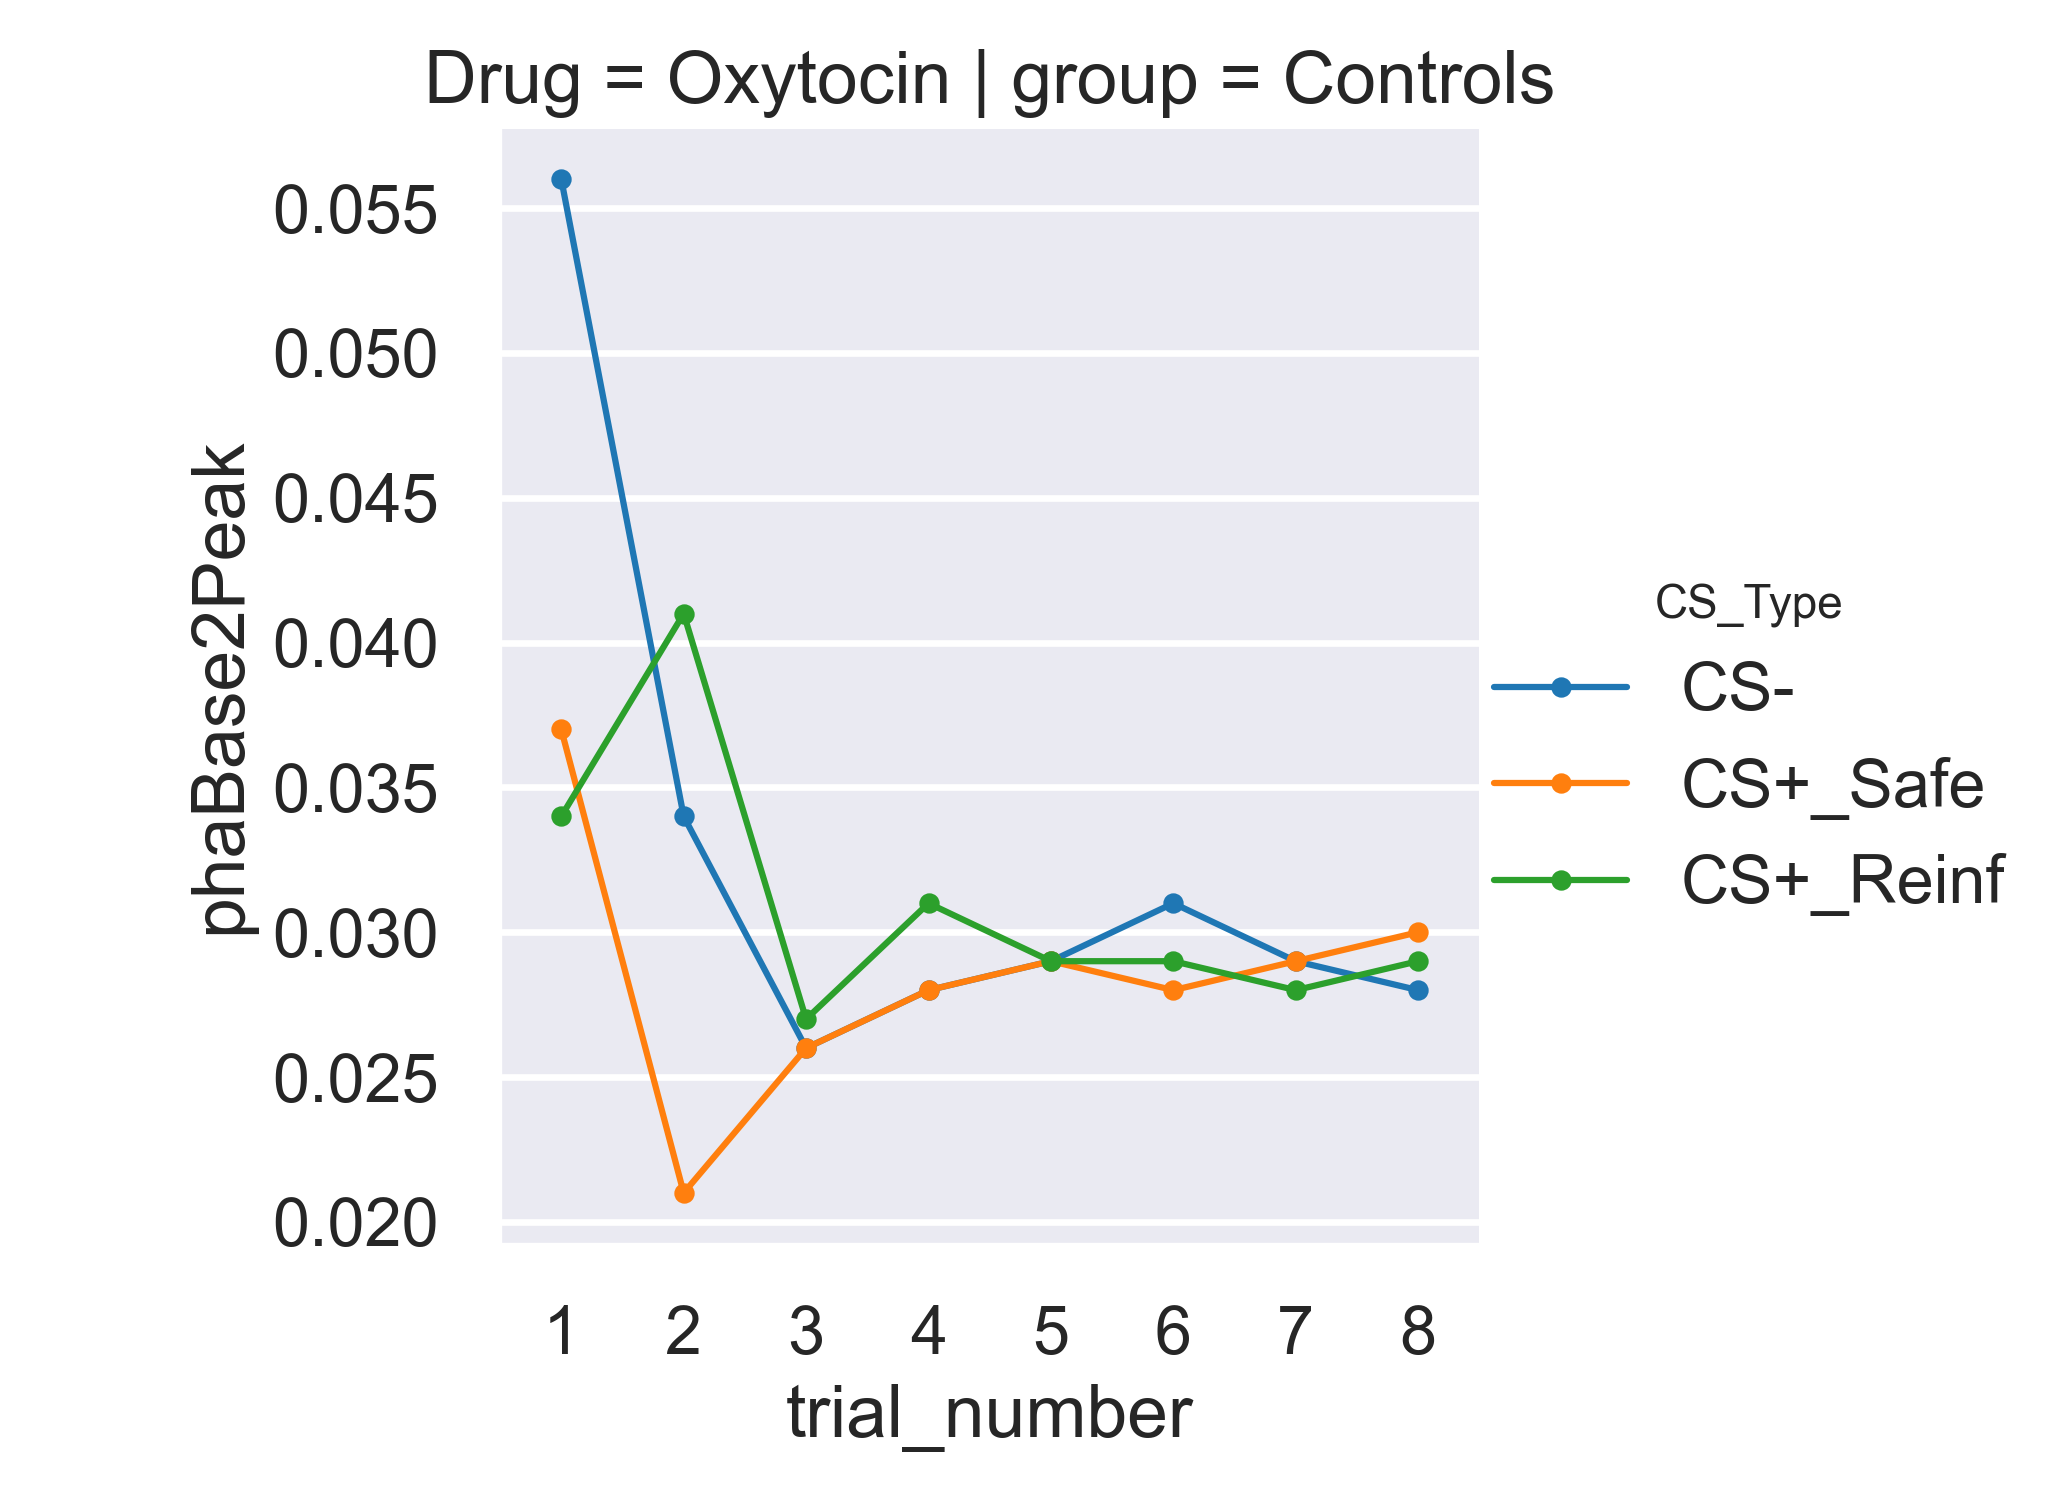 Drug = Oxytocin | group = Controls
phaBase2Peak
0.055
0.050
0.045
0.040
0.035
0.030
0.025
0.020
1 2 3 4 5 6 7 8
trial_number
CS_Type
CS-
CS+_Safe
CS+_Reinf